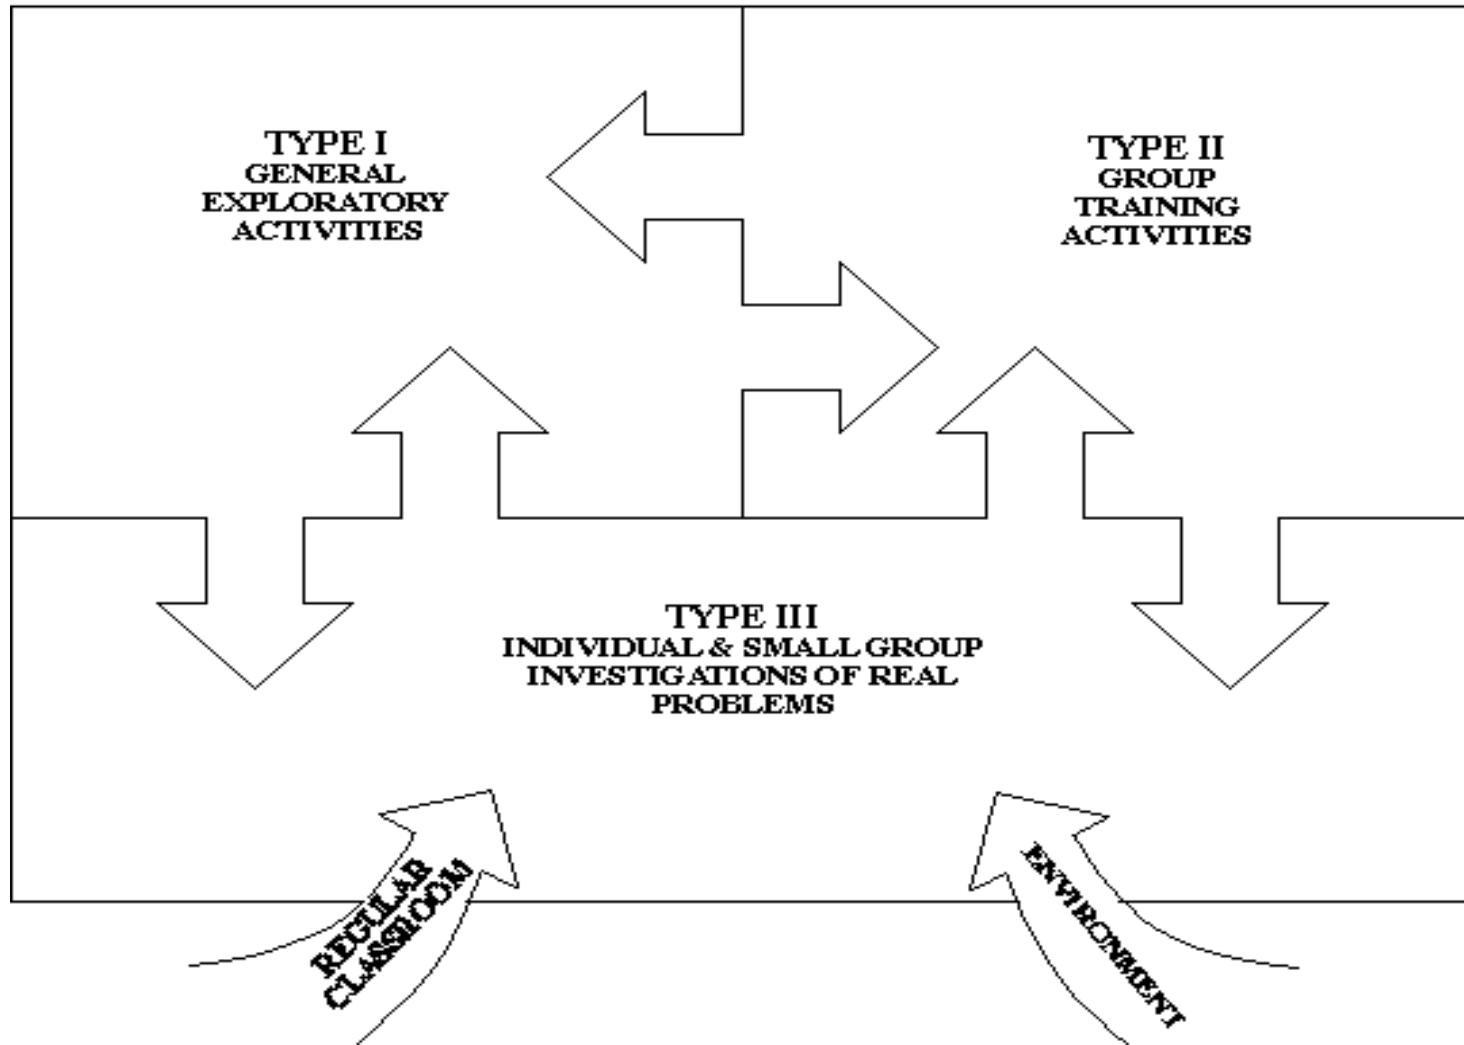 TYPE I
GENERAL
EXPLORATORY
ACTIVITIES
TYPE II
GROUP
TRAINING
ACTIVITIES
TYPE III
INDIVIDUAL & SMALL GROUP
INVESTIGATIONS OF REAL
PROBLEMS
REGULAR
CLASSROOM
ENVIRONMENT